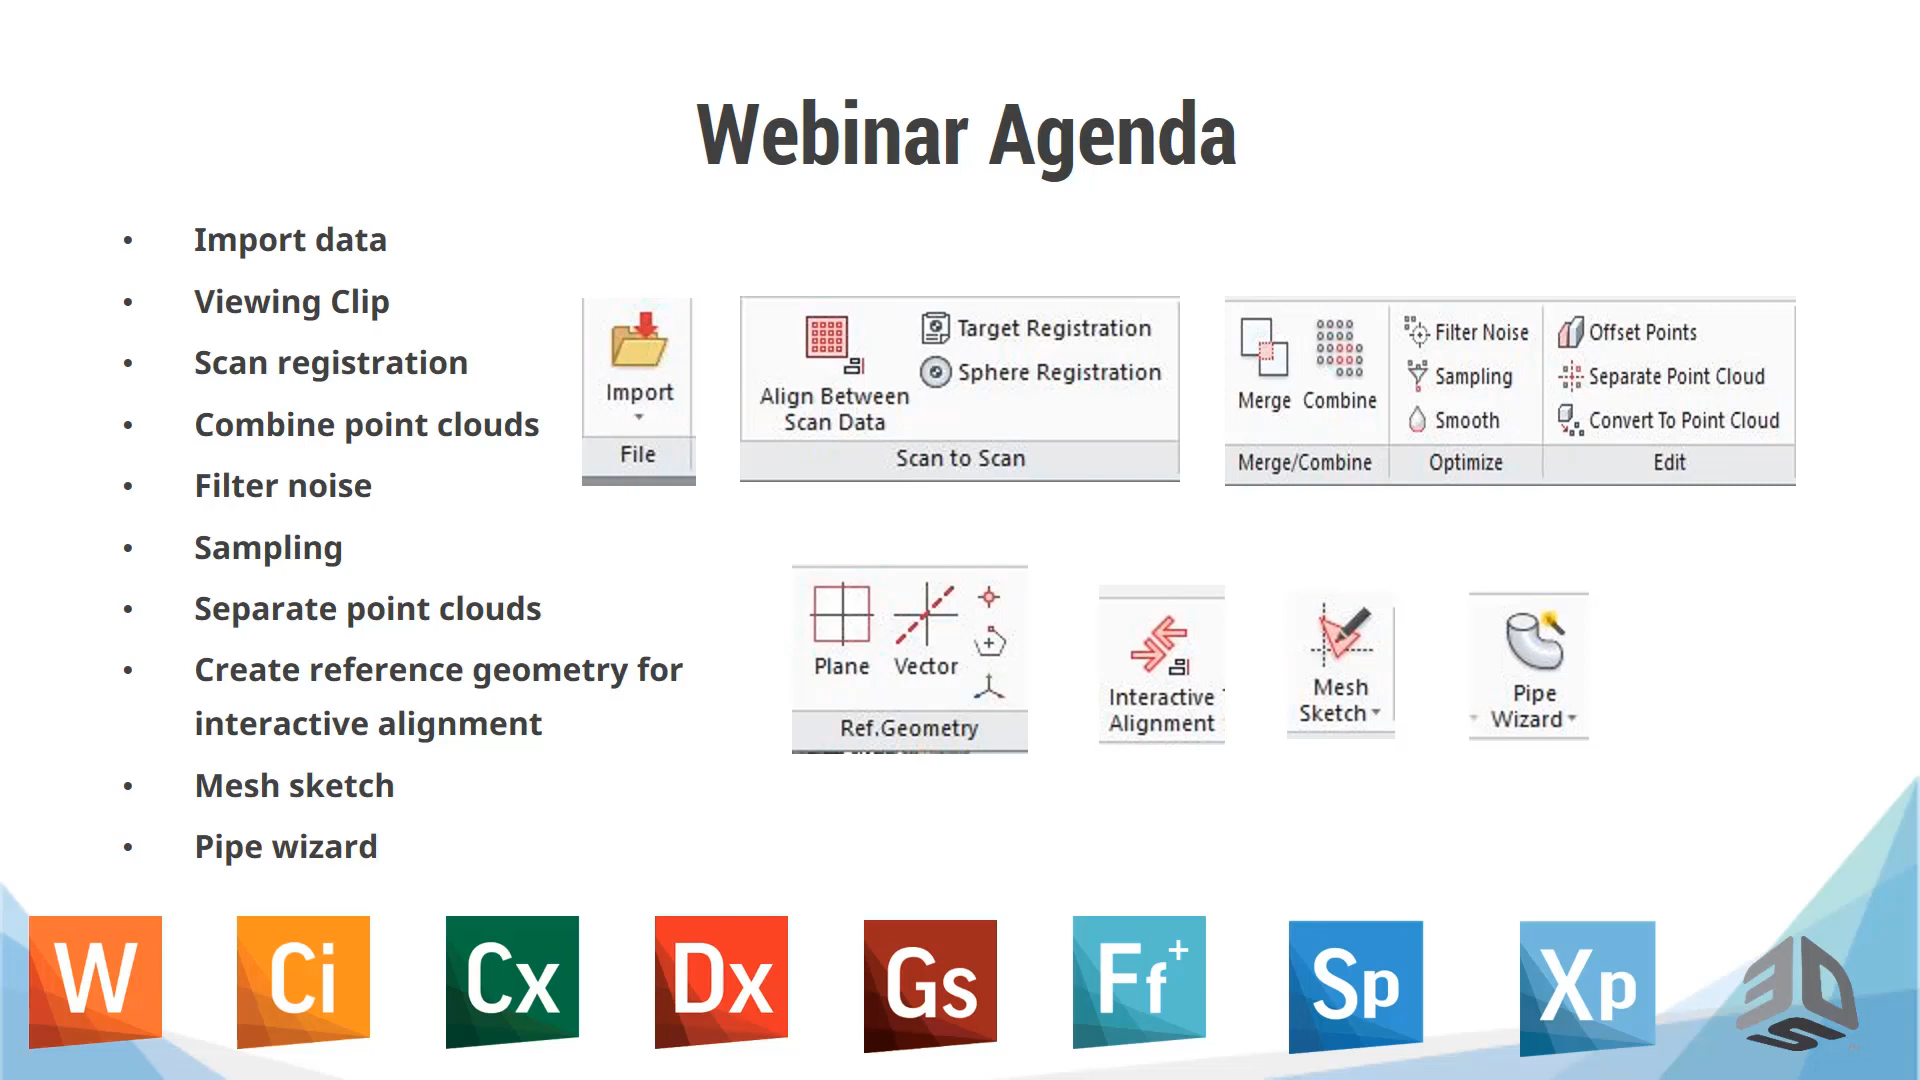 Webinar Agenda
• Import data
• Viewing Clip
• Scan registration
• Combine point clouds
• Filter noise
• Sampling
• Separate point clouds
• Create reference geometry for
interactive alignment
• Mesh sketch
• Pipe wizard
Import
File
Align Between
Scan Data
Target Registration
Sphere Registration
Scan to Scan
Merge
Combine
Merge/Combine
Filter Noise
Sampling
Smooth
Optimize
Offset Points
Separate Point Cloud
Convert To Point Cloud
Edit
Plane
Vector
Ref.Geometry
Interactive
Alignment
Mesh
Sketch
Pipe
Wizard
W
Ci
Cx
Dx
Gs
Ff+
Sp
Xp
3DS